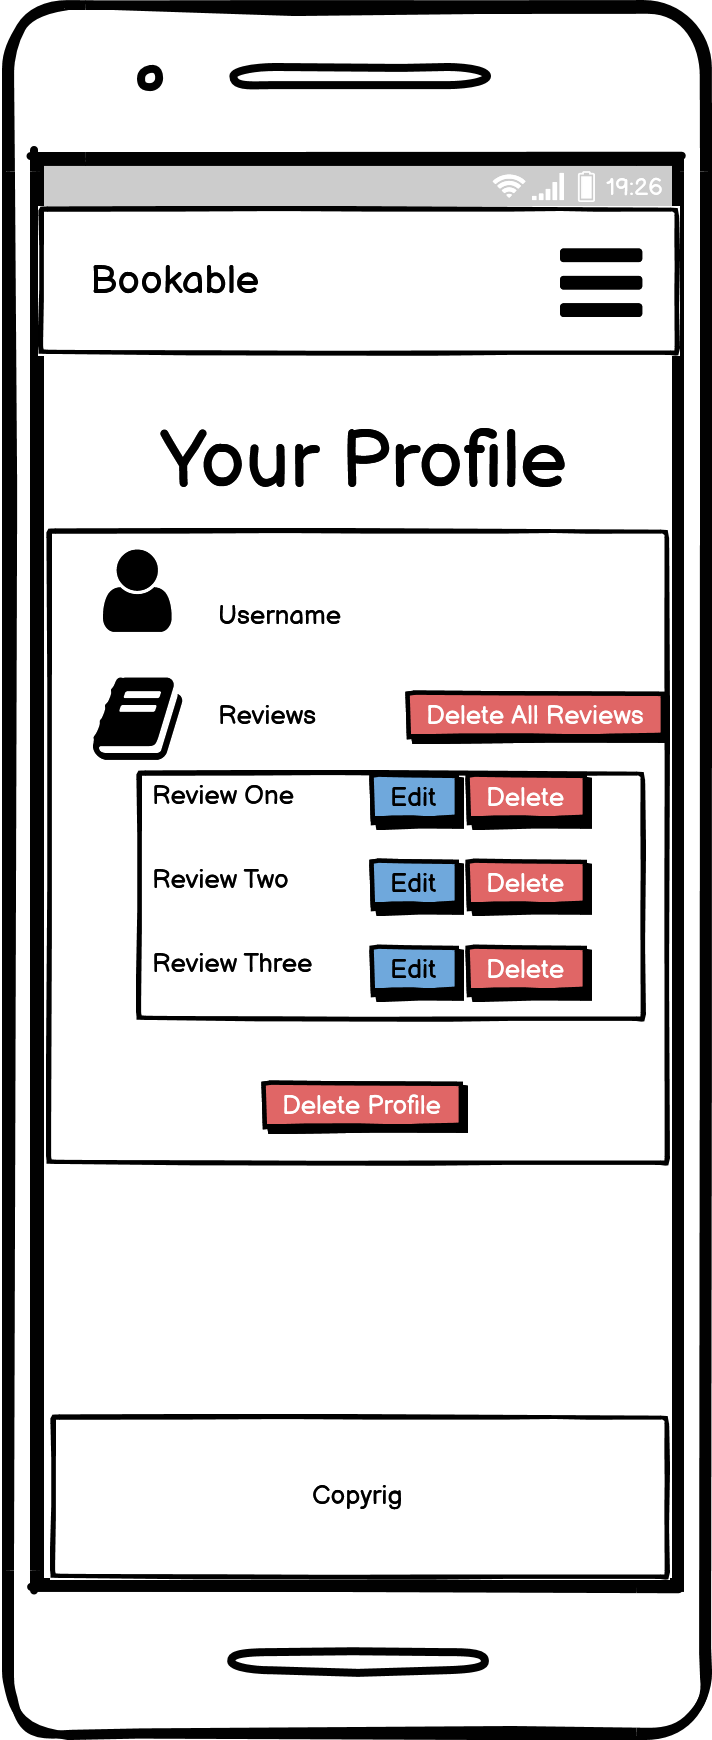 19:26
Bookable
Your Profile
Username
Reviews Delete All Reviews
Review One Edit Delete
Review Two Edit Delete
Review Three Edit Delete
Delete Profile
Copyrig